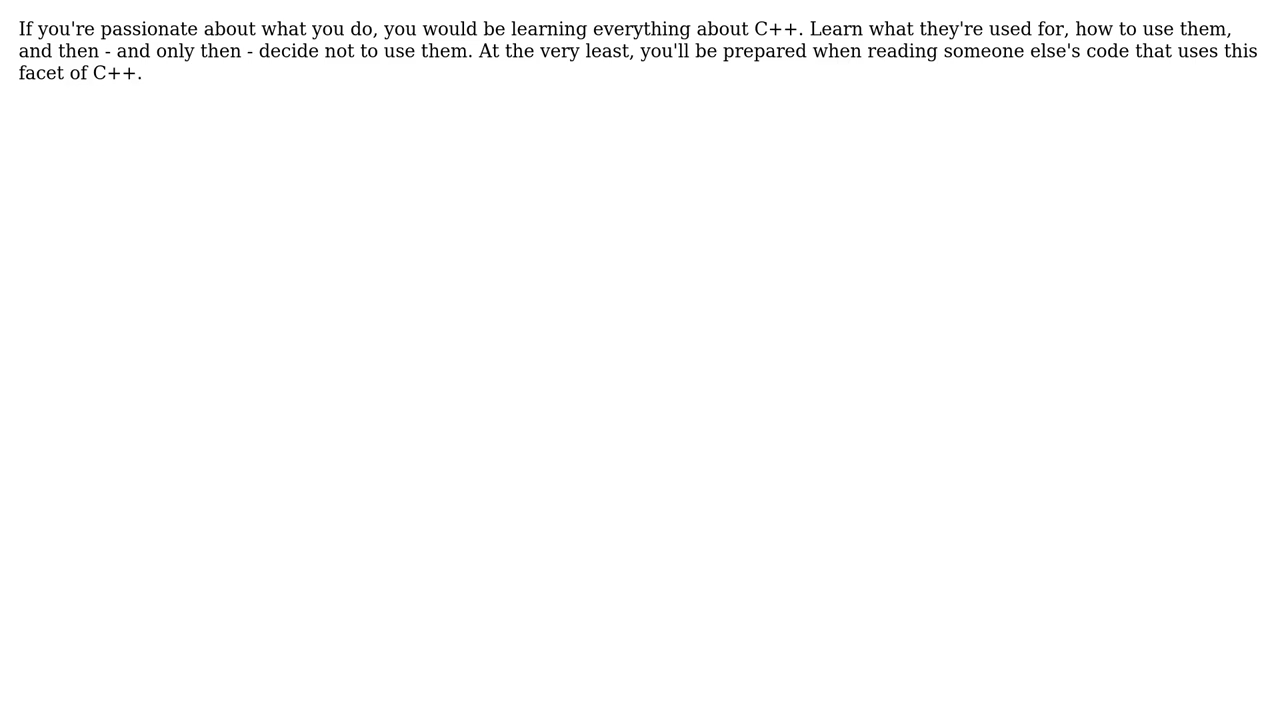 If you're passionate about what you do, you would be learning everything about C++. Learn what they're used for, how to use them,
and then - and only then - decide not to use them. At the very least, you'll be prepared when reading someone else's code that uses this
facet of C++.